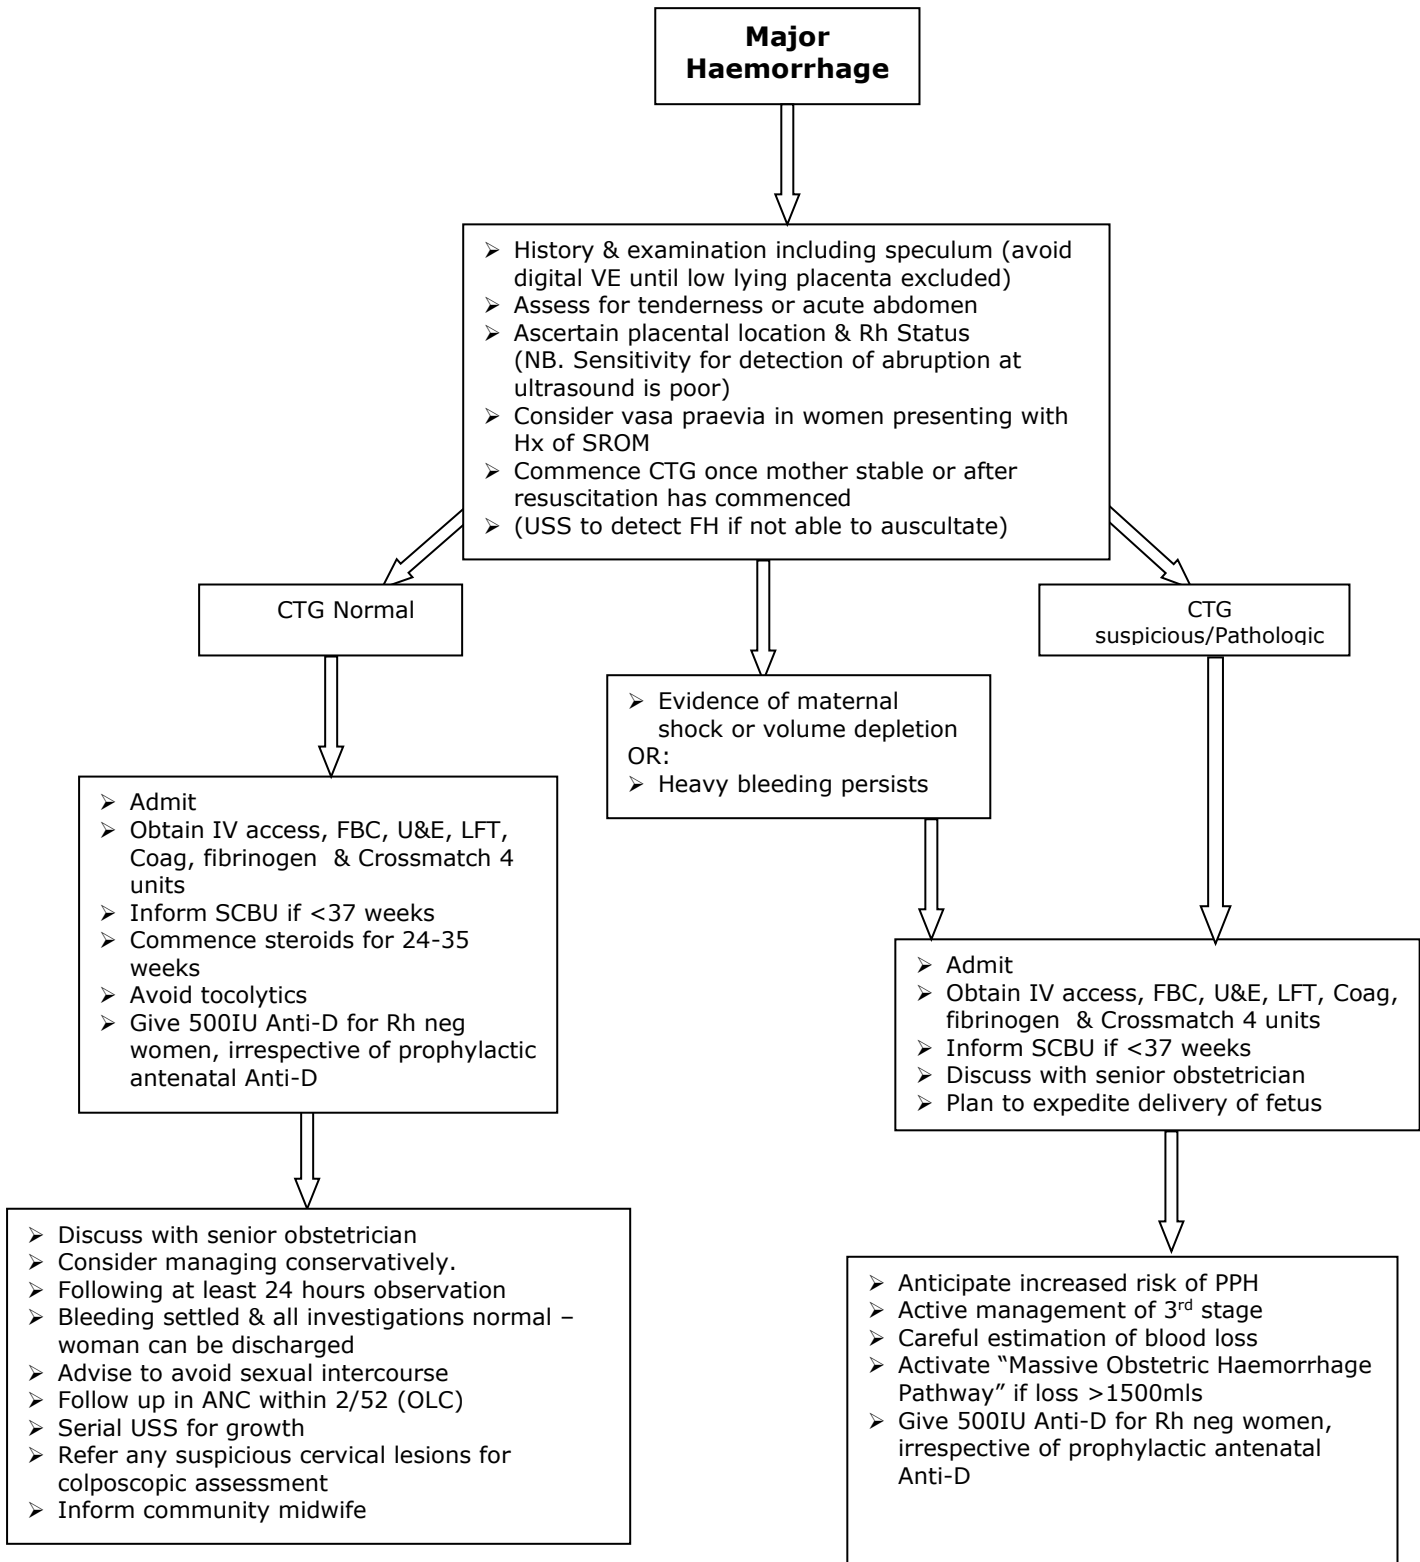 Major
Haemorrhage
➢ History & examination including speculum (avoid
digital VE until low lying placenta excluded)
➢ Assess for tenderness or acute abdomen
➢ Ascertain placental location & Rh Status
(NB. Sensitivity for detection of abruption at
ultrasound is poor)
➢ Consider vasa praevia in women presenting with
Hx of SROM
➢ Commence CTG once mother stable or after
resuscitation has commenced
➢ (USS to detect FH if not able to auscultate)
CTG Normal
CTG
suspicious/Pathologic
➢ Evidence of maternal
shock or volume depletion
OR:
➢ Heavy bleeding persists
➢ Admit
➢ Obtain IV access, FBC, U&E, LFT,
Coag, fibrinogen & Crossmatch 4
units
➢ Inform SCBU if <37 weeks
➢ Commence steroids for 24-35
weeks
➢ Avoid tocolytics
➢ Give 500IU Anti-D for Rh neg
women, irrespective of prophylactic
antenatal Anti-D
➢ Admit
➢ Obtain IV access, FBC, U&E, LFT, Coag,
fibrinogen & Crossmatch 4 units
➢ Inform SCBU if <37 weeks
➢ Discuss with senior obstetrician
➢ Plan to expedite delivery of fetus
➢ Discuss with senior obstetrician
➢ Consider managing conservatively.
➢ Following at least 24 hours observation
➢ Bleeding settled & all investigations normal –
woman can be discharged
➢ Advise to avoid sexual intercourse
➢ Follow up in ANC within 2/52 (OLC)
➢ Serial USS for growth
➢ Refer any suspicious cervical lesions for
colposcopic assessment
➢ Inform community midwife
➢ Anticipate increased risk of PPH
➢ Active management of 3rd stage
➢ Careful estimation of blood loss
➢ Activate “Massive Obstetric Haemorrhage
Pathway” if loss >1500mls
➢ Give 500IU Anti-D for Rh neg women,
irrespective of prophylactic antenatal
Anti-D